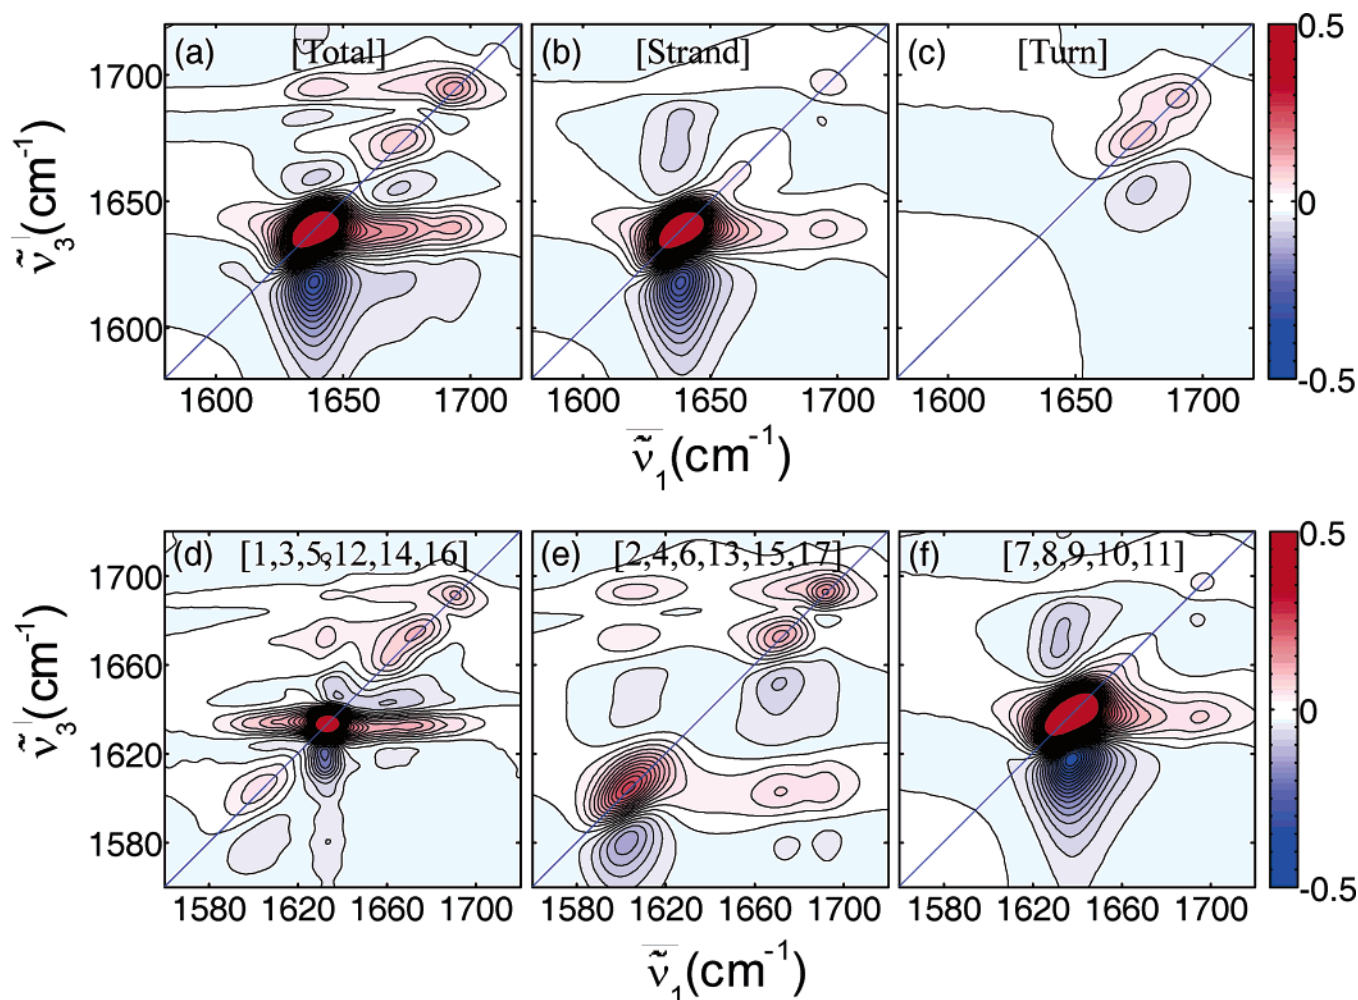 (a) [Total]
(b) [Strand]
(c) [Turn]
0.5
0
-0.5
1700
1650
1600
ν̃₃(cm⁻¹)
1600 1650 1700
1600 1650 1700
1600 1650 1700
ν̃₁(cm⁻¹)
(d) [1,3,5,12,14,16]
(e) [2,4,6,13,15,17]
(f) [7,8,9,10,11]
0.5
0
-0.5
1700
1660
1620
1580
ν̃₃(cm⁻¹)
1580 1620 1660 1700
1580 1620 1660 1700
1580 1620 1660 1700
ν̃₁(cm⁻¹)